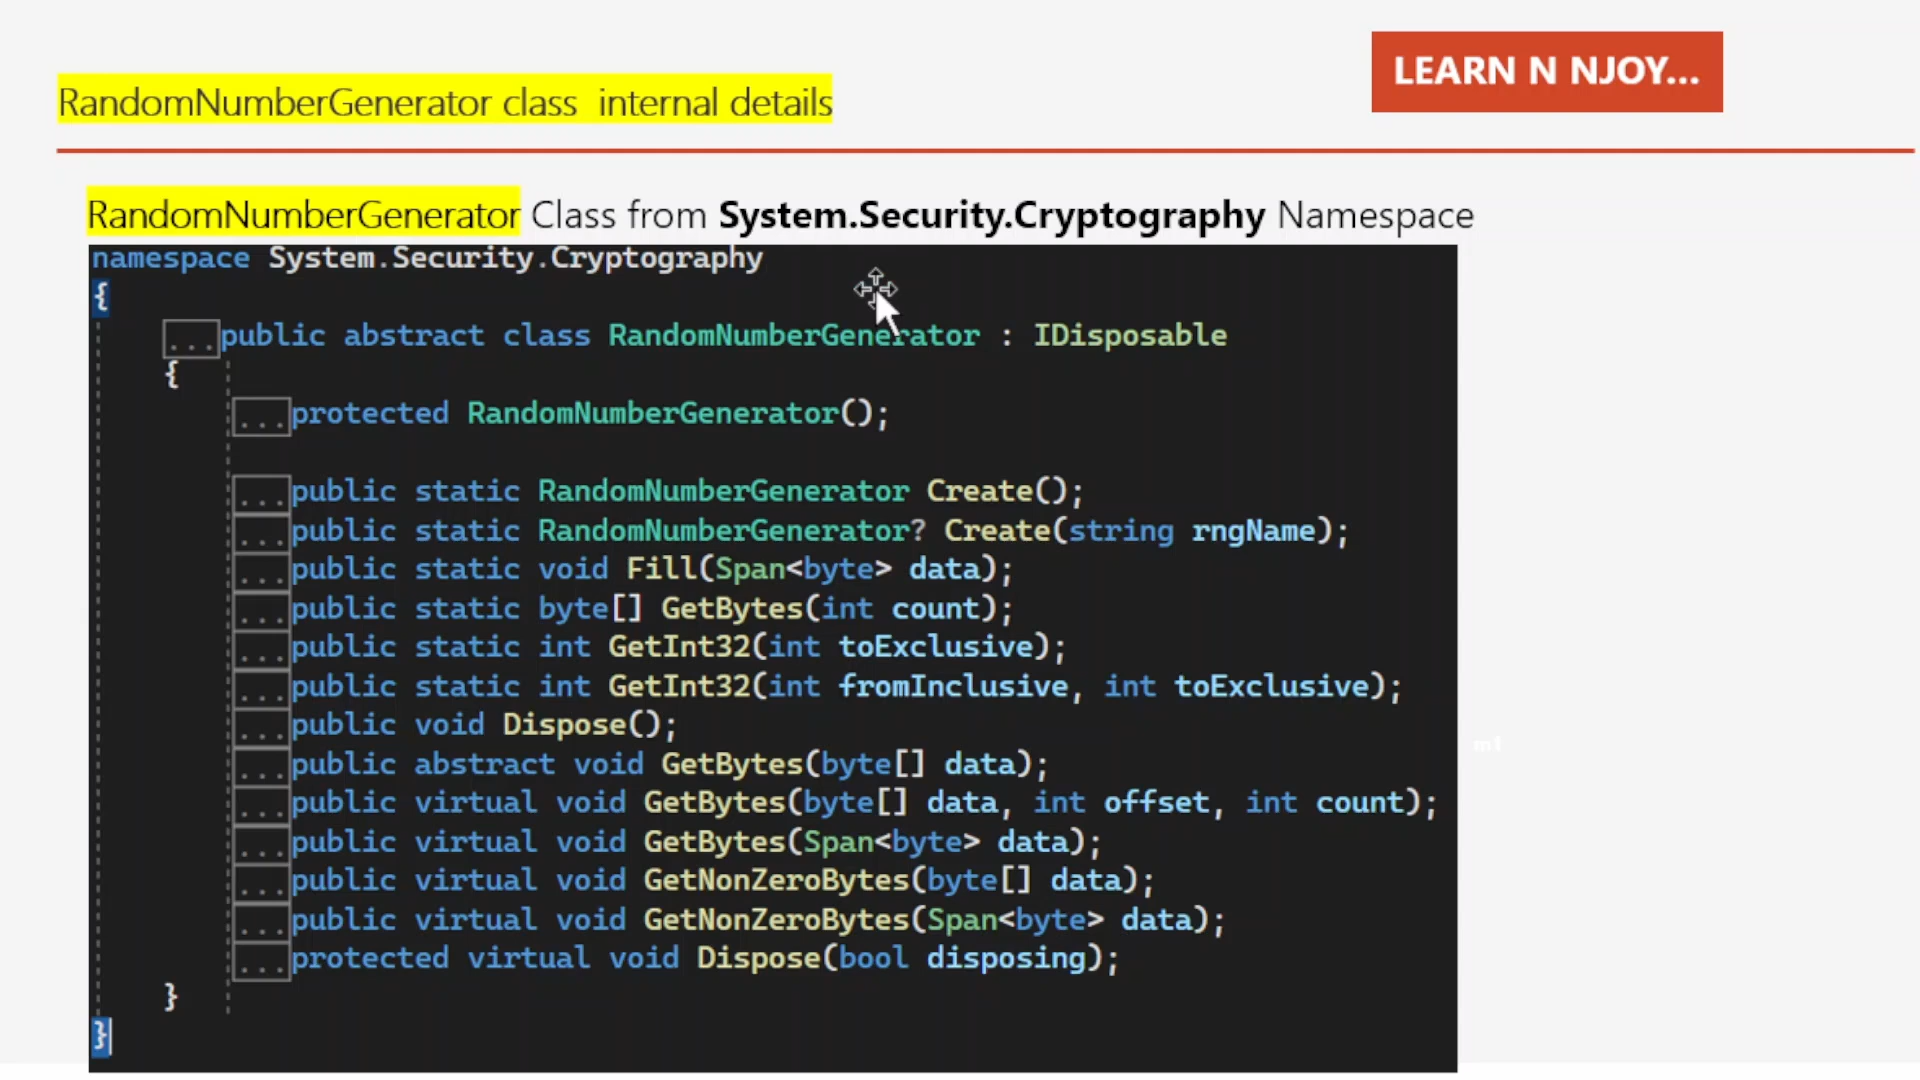 LEARN N NJOY...
RandomNumberGenerator class  internal details
RandomNumberGenerator Class from System.Security.Cryptography Namespace
namespace System.Security.Cryptography
{
...public abstract class RandomNumberGenerator : IDisposable
{
...protected RandomNumberGenerator();
...public static RandomNumberGenerator Create();
...public static RandomNumberGenerator? Create(string rngName);
...public static void Fill(Span<byte> data);
...public static byte[] GetBytes(int count);
...public static int GetInt32(int toExclusive);
...public static int GetInt32(int fromInclusive, int toExclusive);
...public void Dispose();
...public abstract void GetBytes(byte[] data);
...public virtual void GetBytes(byte[] data, int offset, int count);
...public virtual void GetBytes(Span<byte> data);
...public virtual void GetNonZeroBytes(byte[] data);
...public virtual void GetNonZeroBytes(Span<byte> data);
...protected virtual void Dispose(bool disposing);
}
}